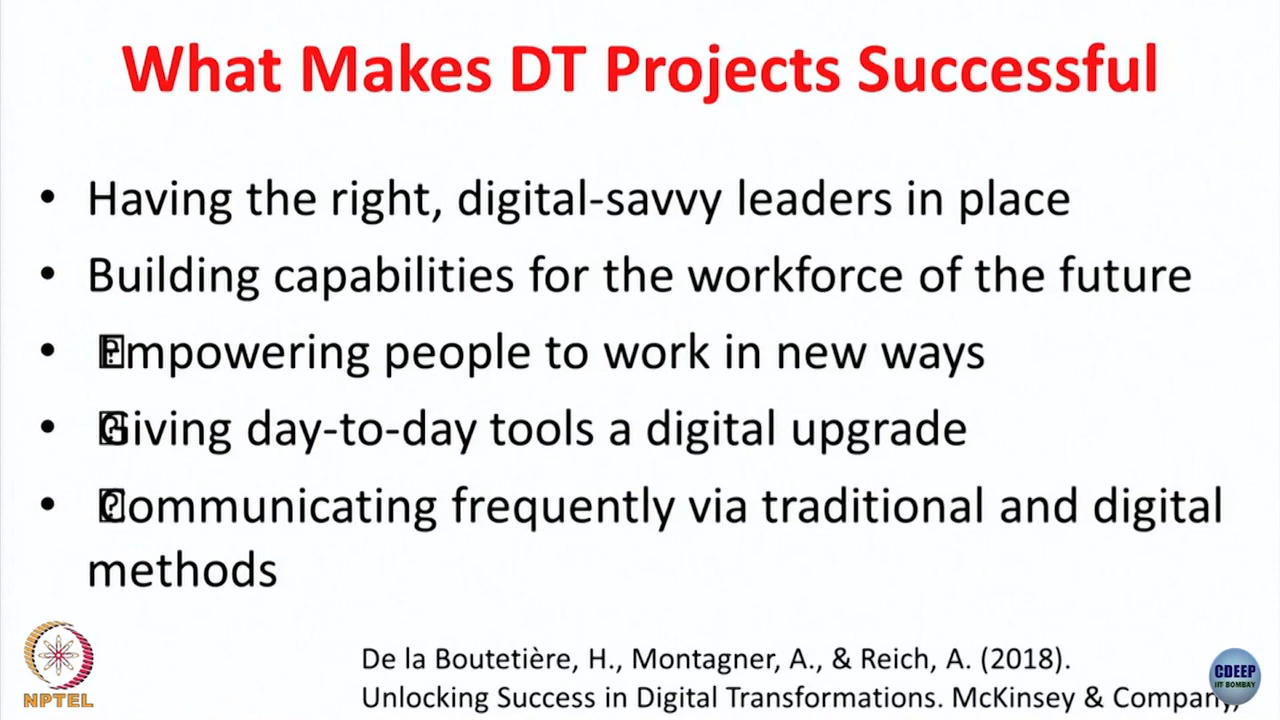 What Makes DT Projects Successful
• Having the right, digital-savvy leaders in place
• Building capabilities for the workforce of the future
• Empowering people to work in new ways
• Giving day-to-day tools a digital upgrade
• Communicating frequently via traditional and digital
methods
De la Boutetière, H., Montagner, A., & Reich, A. (2018).
Unlocking Success in Digital Transformations. McKinsey & Company,
NPTEL
CDEEP
IIT BOMBAY